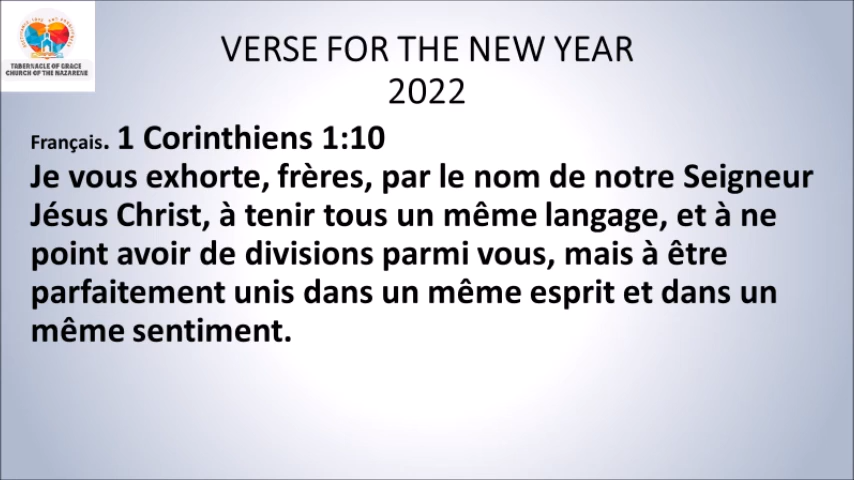 TABERNACLE OF GRACE
CHURCH OF THE NAZARENE
VERSE FOR THE NEW YEAR
2022
Français. 1 Corinthiens 1:10
Je vous exhorte, frères, par le nom de notre Seigneur
Jésus Christ, à tenir tous un même langage, et à ne
point avoir de divisions parmi vous, mais à être
parfaitement unis dans un même esprit et dans un
même sentiment.